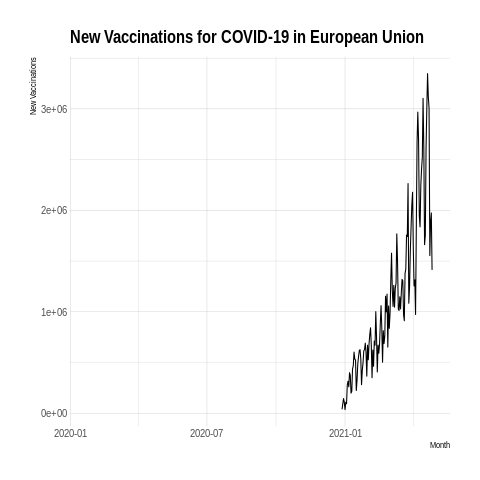 New Vaccinations for COVID-19 in European Union
New Vaccinations
3e+06
2e+06
1e+06
0e+00
2020-01
2020-07
2021-01
Month